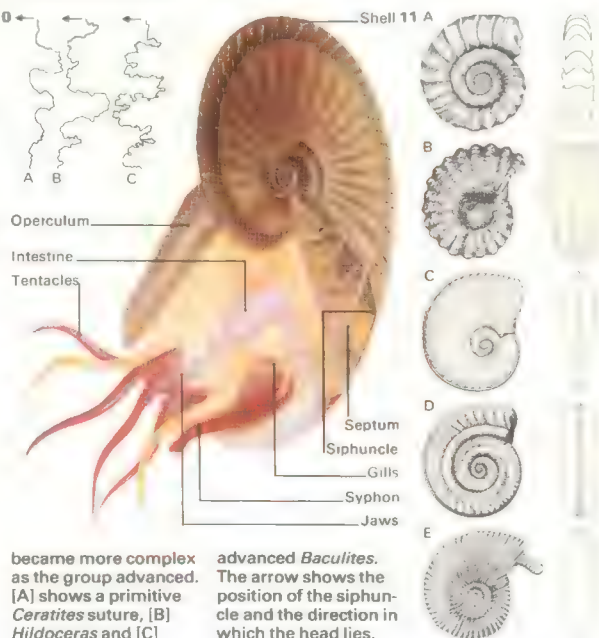 0
A B C
Shell 11 A
B
C
D
E
Operculum
Intestine
Tentacles
Septum
Siphuncle
Gills
Syphon
Jaws
became more complex
as the group advanced.
[A] shows a primitive
Ceratites suture, [B]
Hildoceras and [C]
advanced Baculites.
The arrow shows the
position of the siphun-
cle and the direction in
which the head lies.